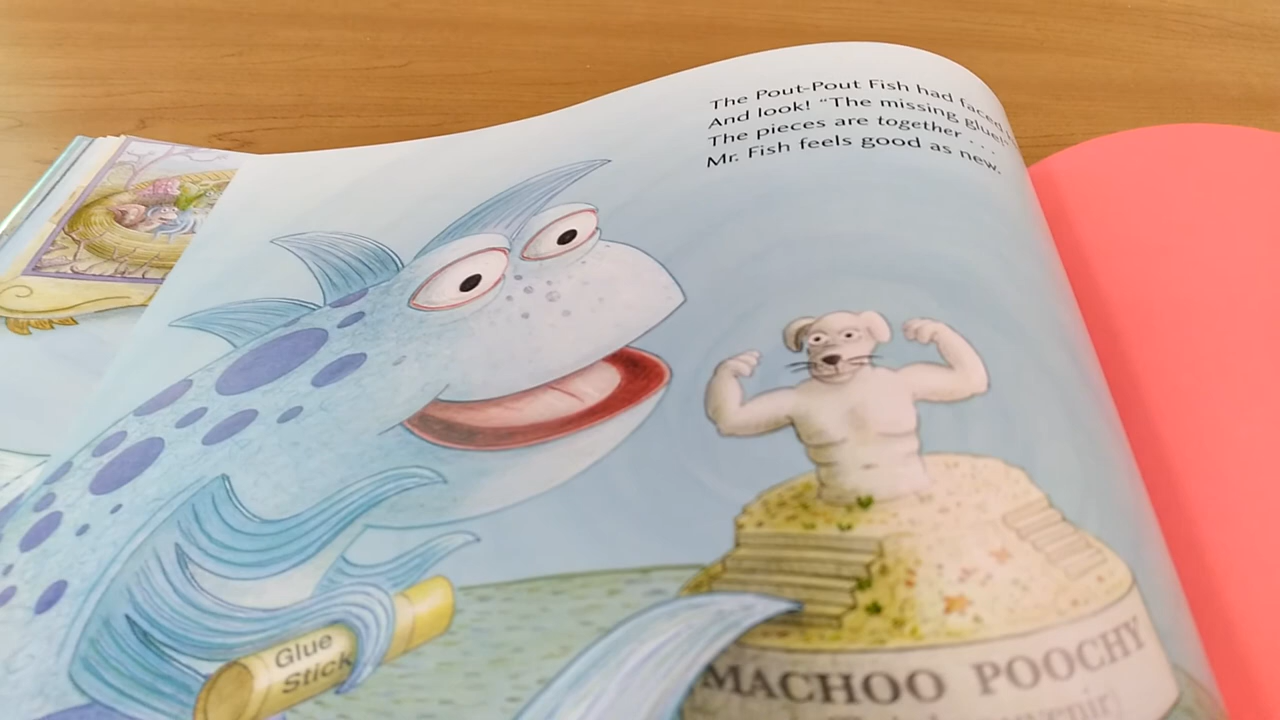 The Pout-Pout Fish had faced
And look! “The missing glue!”
The pieces are together . . .
Mr. Fish feels good as new.
Glue
Stick
MACHOO POOCHY